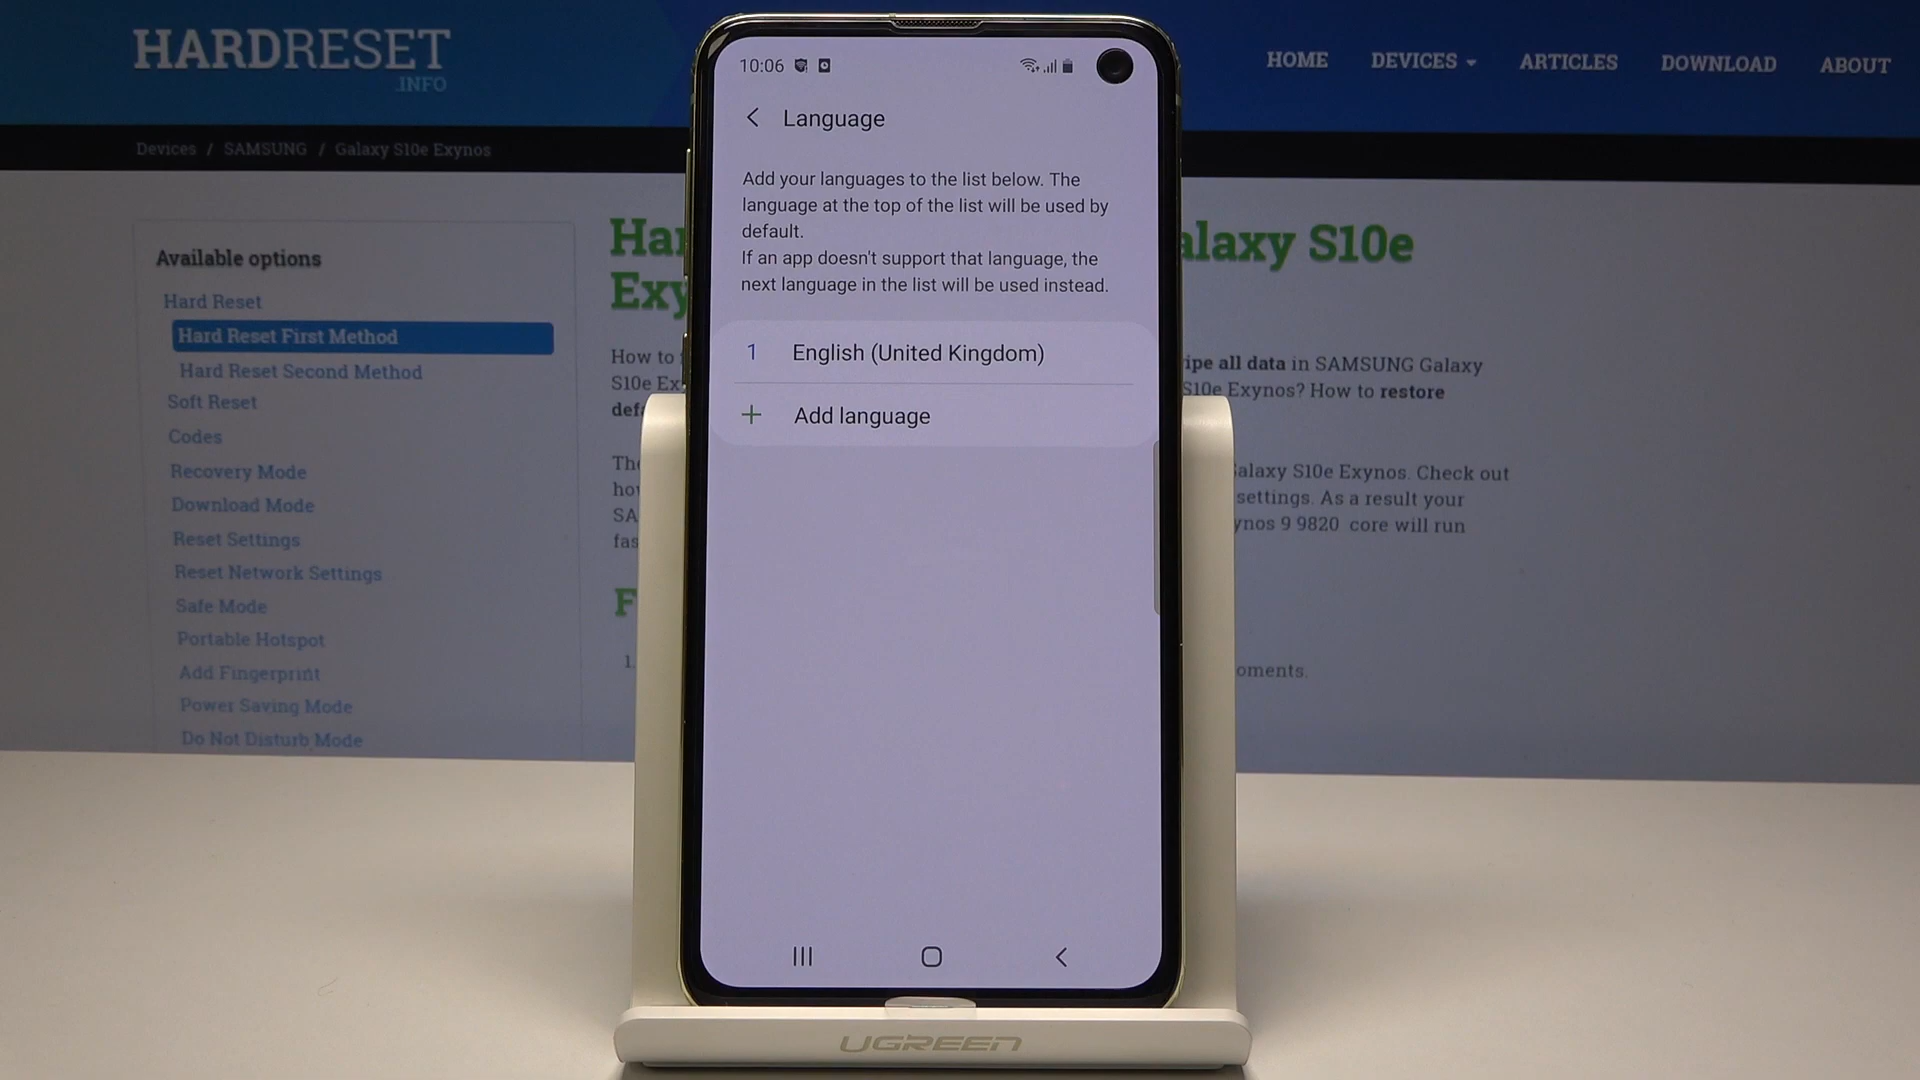 HARDRESET
.INFO
HOME DEVICES ARTICLES DOWNLOAD ABOUT
Devices / SAMSUNG / Galaxy S10e Exynos
Available options
Hard Reset
Hard Reset First Method
Hard Reset Second Method
Soft Reset
Codes
Recovery Mode
Download Mode
Reset Settings
Reset Network Settings
Safe Mode
Portable Hotspot
Add Fingerprint
Power Saving Mode
Do Not Disturb Mode
10:06
Language
Add your languages to the list below. The
language at the top of the list will be used by
default.
If an app doesn't support that language, the
next language in the list will be used instead.
1 English (United Kingdom)
+ Add language
UGREEN
Galaxy S10e
How to
all data in SAMSUNG Galaxy
S10e
S10e Exynos? How to restore
Galaxy S10e Exynos. Check out
settings. As a result your
9 9820 core will run
1.